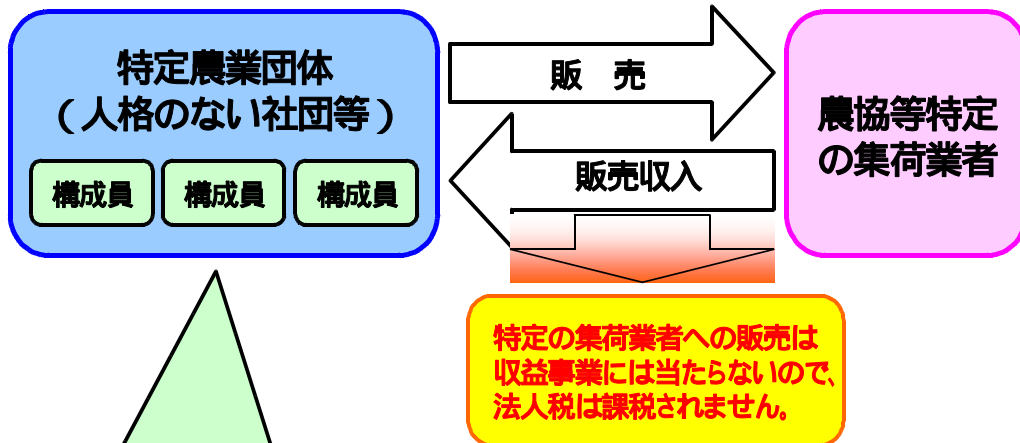 特定農業団体
（人格のない社団等）
構成員
構成員
構成員
販　売
販売収入
農協等特定
の集荷業者
特定の集荷業者への販売は
収益事業には当たらないので、
法人税は課税されません。